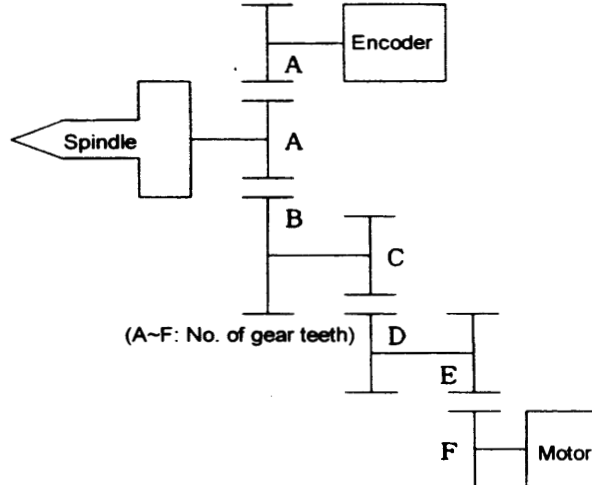 Encoder
A
Spindle
A
B
C
(A~F: No. of gear teeth)
D
E
F
Motor